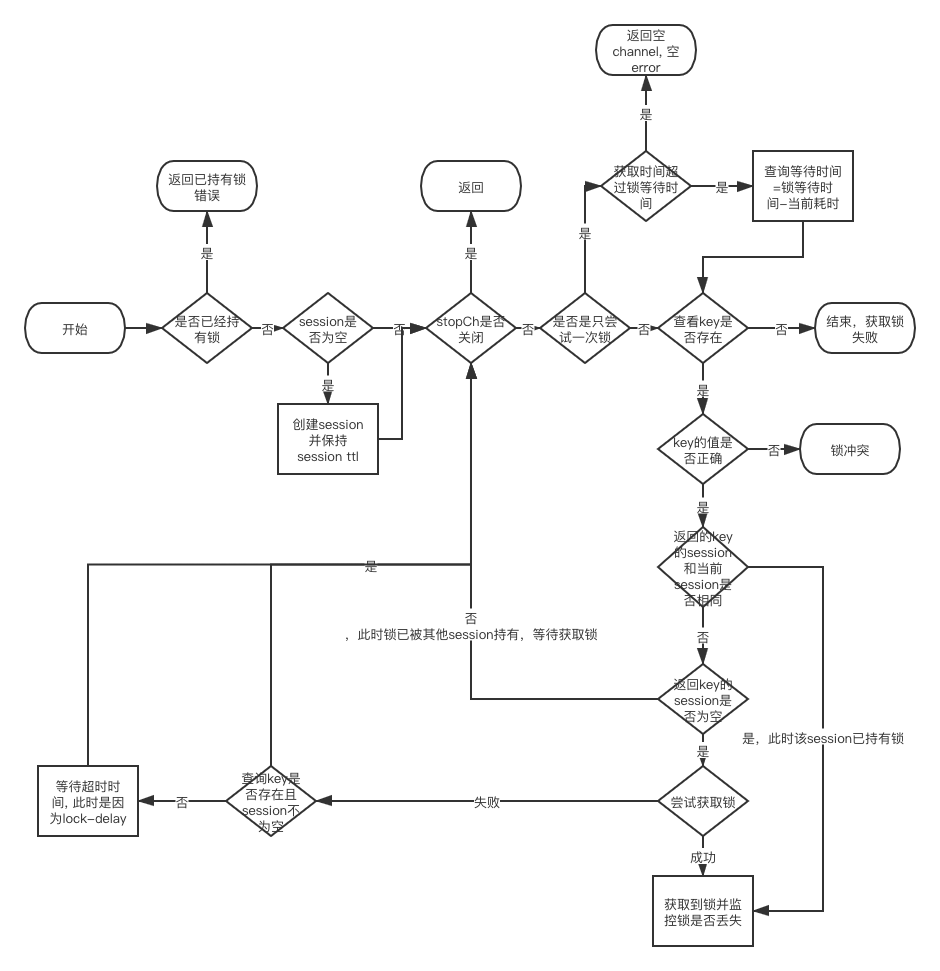 返回空
channel, 空
error
是
返回已持有锁
错误
返回
获取时间超
过锁等待时
间
是
查询等待时间
=锁等待时
间-当前耗时
是
是
是
开始
是否已经持
有锁
否
session是
否为空
否
stopCh是否
关闭
否
是否是只尝
试一次锁
否
查看key是
否存在
否
结束，获取锁
失败
是
是
创建session
并保持
session ttl
key的值是
否正确
否
锁冲突
是
返回的key
的session
和当前
session是
否相同
是
否
，此时锁已被其他session持有，等待获取锁
否
返回key的
session是
否为空
是，此时该session已持有锁
是
等待超时时
间, 此时是因
为lock-delay
否
查询key是
否存在且
session不
为空
失败
尝试获取锁
成功
获取到锁并监
控锁是否丢失